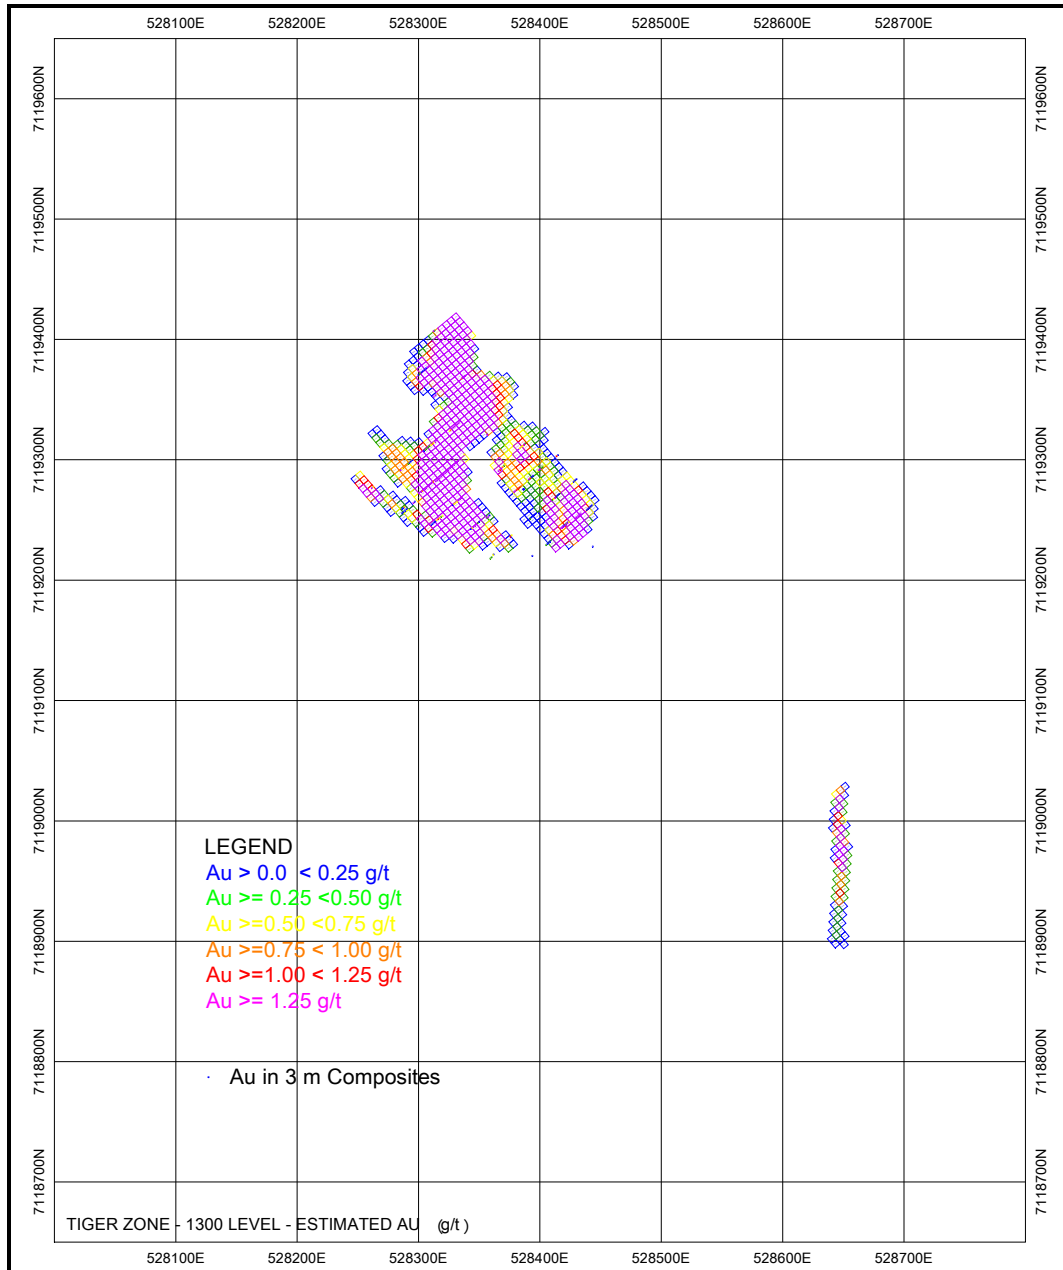 528100E 528200E 528300E 528400E 528500E 528600E 528700E
7119600N 7119600N
7119500N 7119500N
7119400N 7119400N
7119300N 7119300N
7119200N 7119200N
7119100N 7119100N
7119000N 7119000N
LEGEND
Au > 0.0 < 0.25 g/t
Au >= 0.25 <0.50 g/t
Au >=0.50 <0.75 g/t
7118900N 7118900N
Au >=0.75 < 1.00 g/t
Au >=1.00 < 1.25 g/t
Au >= 1.25 g/t
7118800N 7118800N
· Au in 3 m Composites
7118700N 7118700N
TIGER ZONE - 1300 LEVEL - ESTIMATED AU (g/t )
528100E 528200E 528300E 528400E 528500E 528600E 528700E